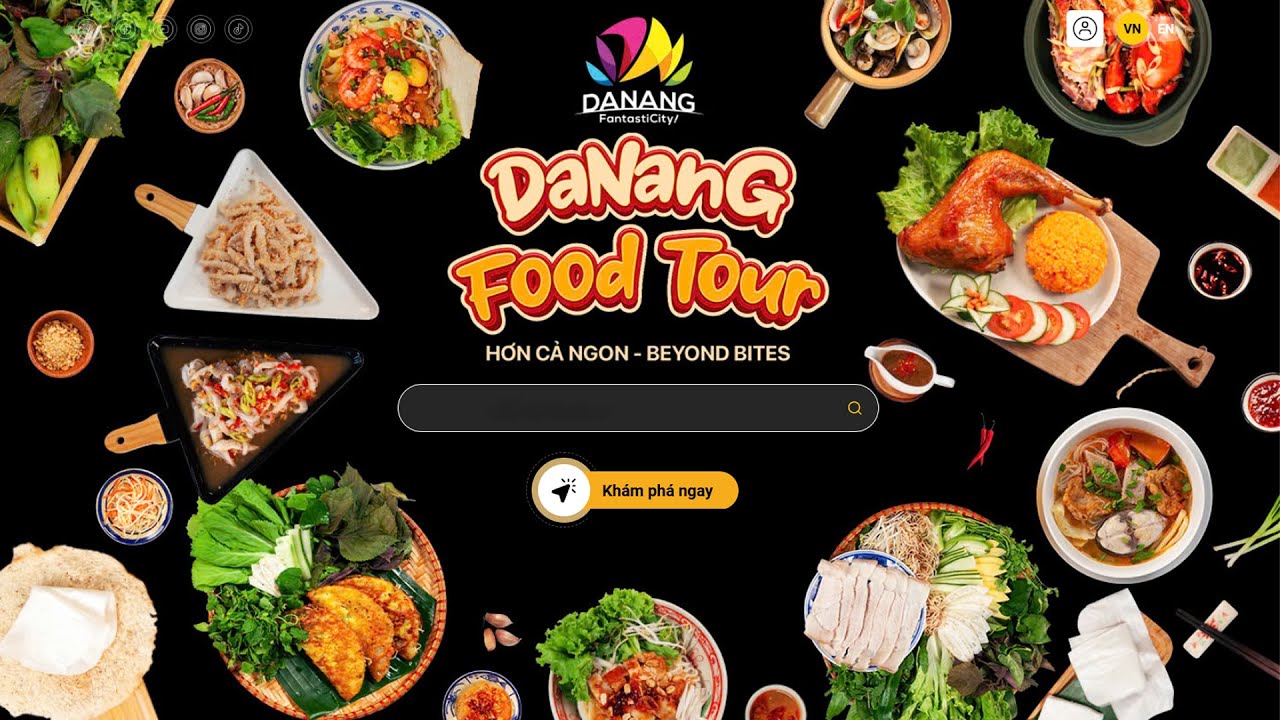 VN
EN
DANANG
FantastiCity!
DaNanG
Food Tour
HƠN CẢ NGON - BEYOND BITES
Khám phá ngay